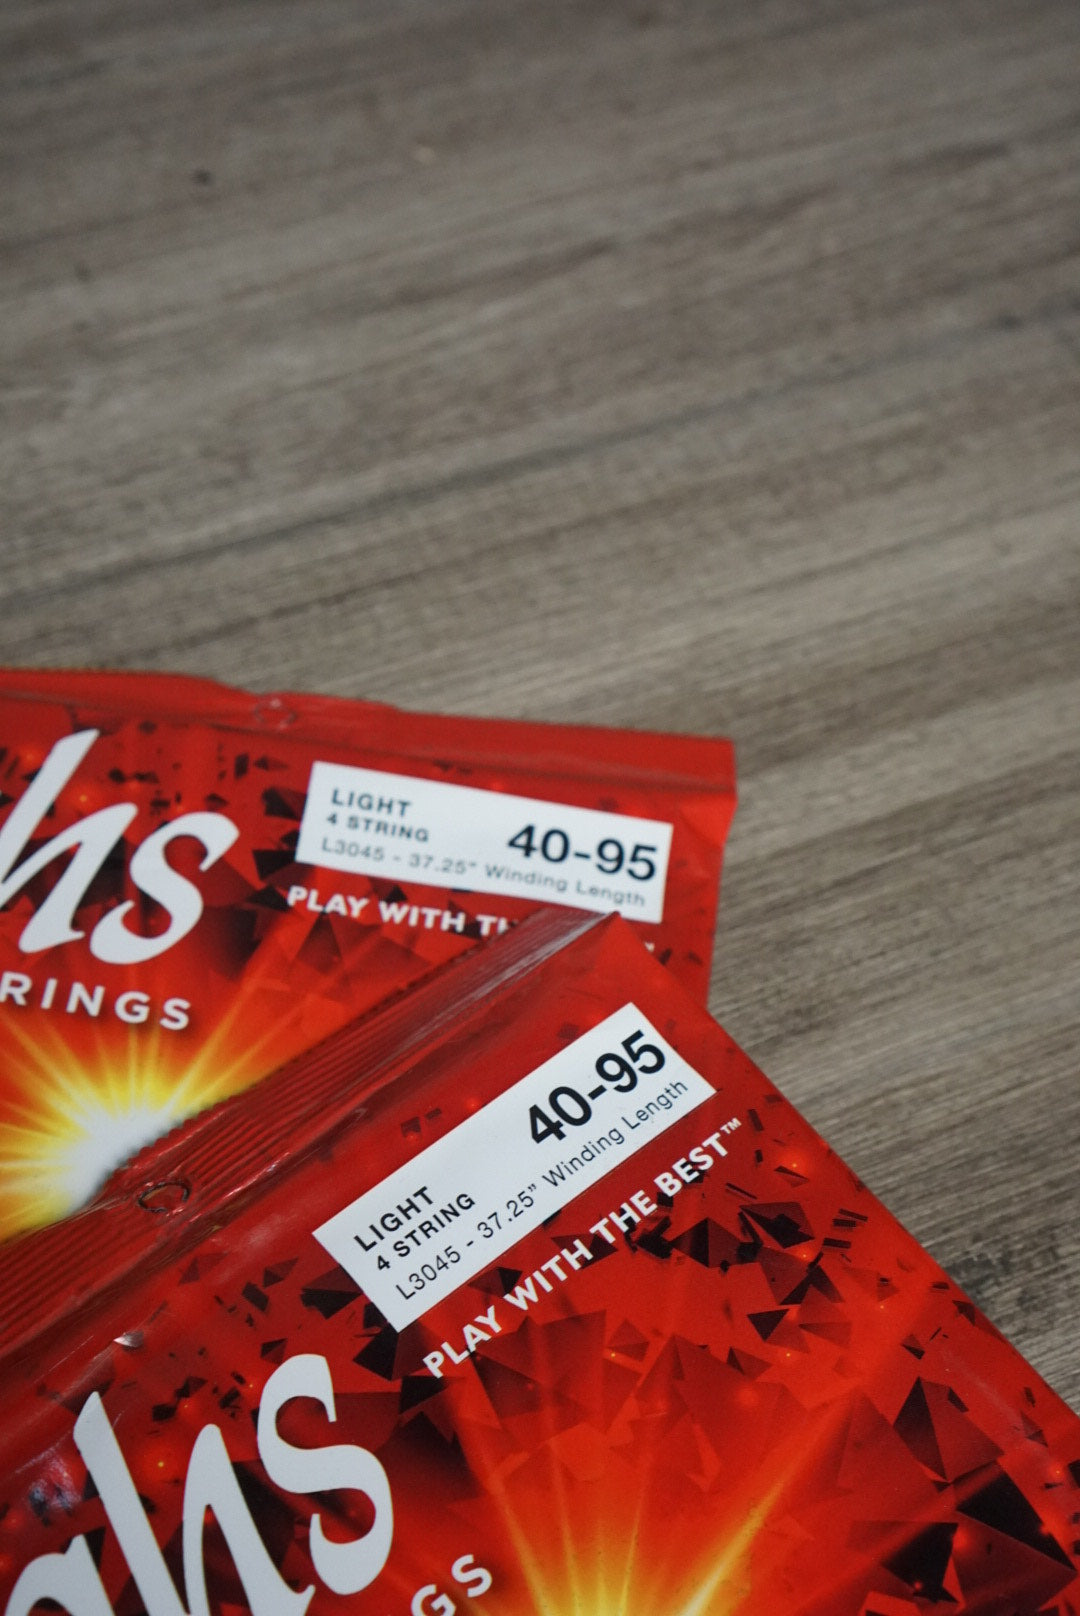 hs
RINGS
LIGHT
4 STRING
40-95
L3045 - 37.25" Winding Length
PLAY WITH TH
LIGHT
4 STRING
40-95
L3045 - 37.25" Winding Length
PLAY WITH THE BEST™
ghs
GS